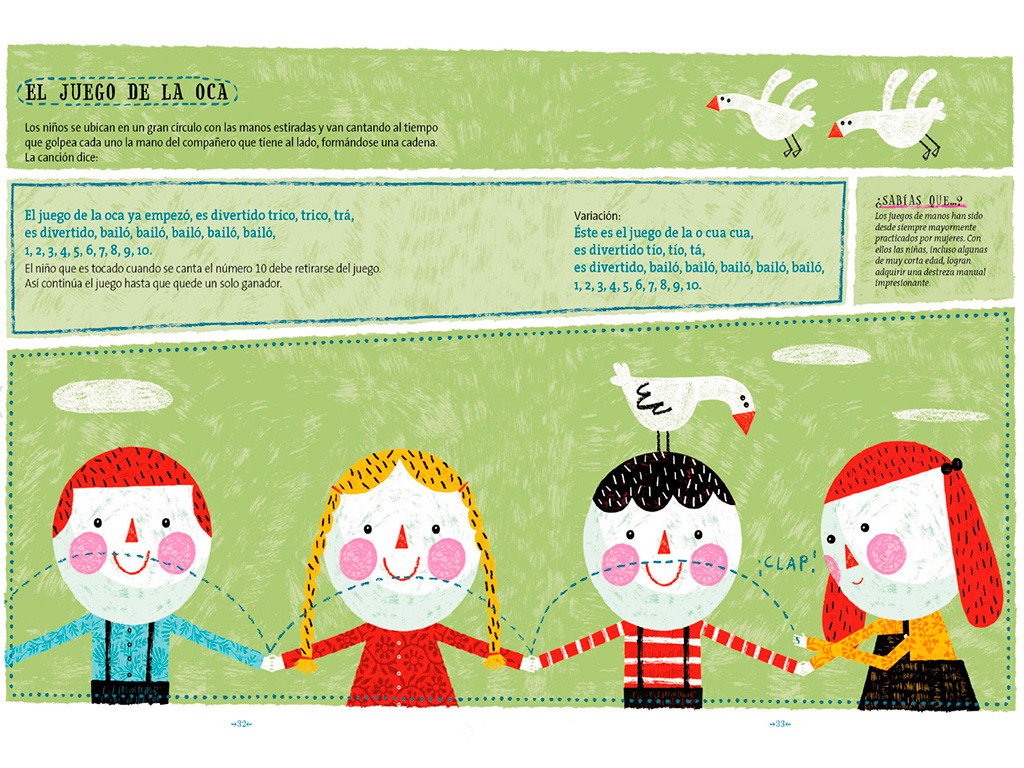 EL JUEGO DE LA OCA
Los niños se ubican en un gran círculo con las manos estiradas y van cantando al tiempo
que golpea cada uno la mano del compañero que tiene al lado, formándose una cadena.
La canción dice:
El juego de la oca ya empezó, es divertido trico, trico, trá,
es divertido, bailó, bailó, bailó, bailó, bailó,
1, 2, 3, 4, 5, 6, 7, 8, 9, 10.
El niño que es tocado cuando se canta el número 10 debe retirarse del juego.
Así continúa el juego hasta que quede un solo ganador.
Variación:
Éste es el juego de la o cua cua,
es divertido tío, tío, tá,
es divertido, bailó, bailó, bailó, bailó, bailó,
1, 2, 3, 4, 5, 6, 7, 8, 9, 10.
¿SABÍAS QUE...?
Los juegos de manos han sido
desde siempre mayormente
practicados por mujeres. Con
ellos las niñas, incluso algunas
de muy corta edad, logran
adquirir una destreza manual
impresionante.
¡CLAP!
32
33